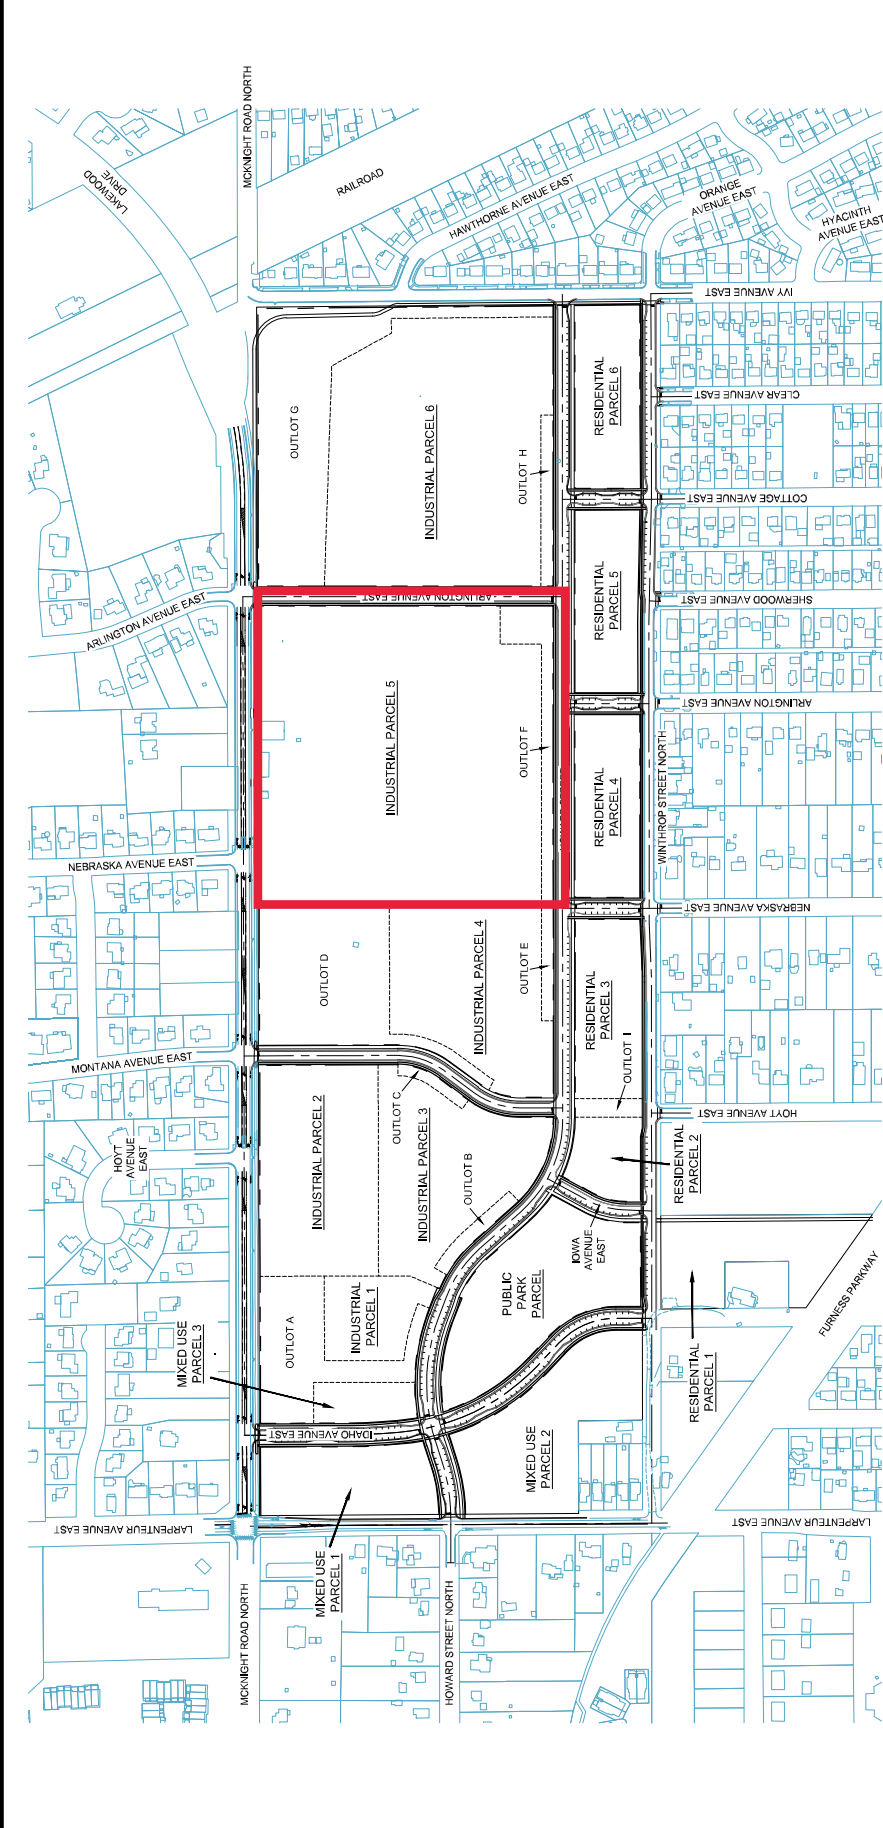 MCKNIGHT ROAD NORTH
LAKEWOOD
DRIVE
RAILROAD
HAWTHORNE AVENUE EAST
ORANGE
AVENUE EAST
HYACINTH
AVENUE EAST
IVY AVENUE EAST
OUTLOT G
INDUSTRIAL PARCEL 6
OUTLOT H
RESIDENTIAL
PARCEL 6
CLEAR AVENUE EAST
COTTAGE AVENUE EAST
ARLINGTON AVENUE EAST
ARLINGTON AVENUE EAST
RESIDENTIAL
PARCEL 5
SHERWOOD AVENUE EAST
ARLINGTON AVENUE EAST
INDUSTRIAL PARCEL 5
OUTLOT F
RESIDENTIAL
PARCEL 4
WINTHROP STREET NORTH
NEBRASKA AVENUE EAST
NEBRASKA AVENUE EAST
OUTLOT D
INDUSTRIAL PARCEL 4
OUTLOT E
RESIDENTIAL
PARCEL 3
OUTLOT I
MONTANA AVENUE EAST
HOYT AVENUE EAST
HOYT
AVENUE
EAST
INDUSTRIAL PARCEL 2
OUTLOT C
INDUSTRIAL PARCEL 3
OUTLOT B
RESIDENTIAL
PARCEL 2
IOWA
AVENUE
EAST
PUBLIC
PARK
PARCEL
FURNESS PARKWAY
MIXED USE
PARCEL 3
OUTLOT A
INDUSTRIAL
PARCEL 1
RESIDENTIAL
PARCEL 1
IDAHO AVENUE EAST
MIXED USE
PARCEL 2
LARPENTEUR AVENUE EAST
LARPENTEUR AVENUE EAST
MIXED USE
PARCEL 1
MCKNIGHT ROAD NORTH
HOWARD STREET NORTH